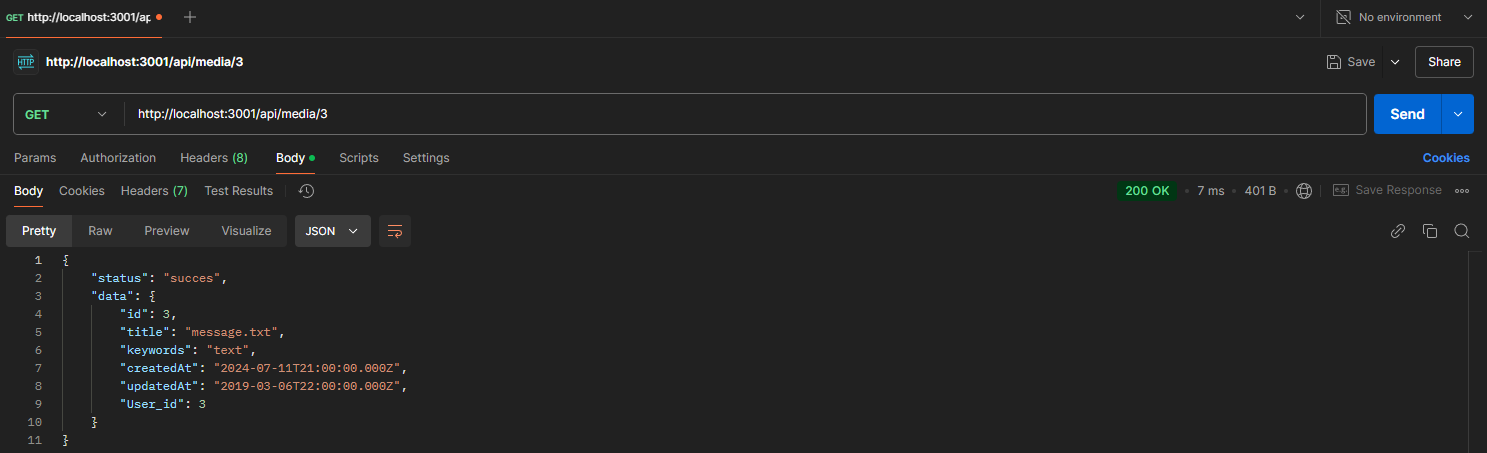 GET http://localhost:3001/ap
No environment
HTTP http://localhost:3001/api/media/3
Save
Share
GET http://localhost:3001/api/media/3
Send
Params Authorization Headers (8) Body Scripts Settings
Cookies
Body Cookies Headers (7) Test Results
200 OK • 7 ms • 401 B
e.g. Save Response
Pretty Raw Preview Visualize JSON
1 {
2 "status": "succes",
3 "data": {
4 "id": 3,
5 "title": "message.txt",
6 "keywords": "text",
7 "createdAt": "2024-07-11T21:00:00.000Z",
8 "updatedAt": "2019-03-06T22:00:00.000Z",
9 "User_id": 3
10 }
11 }